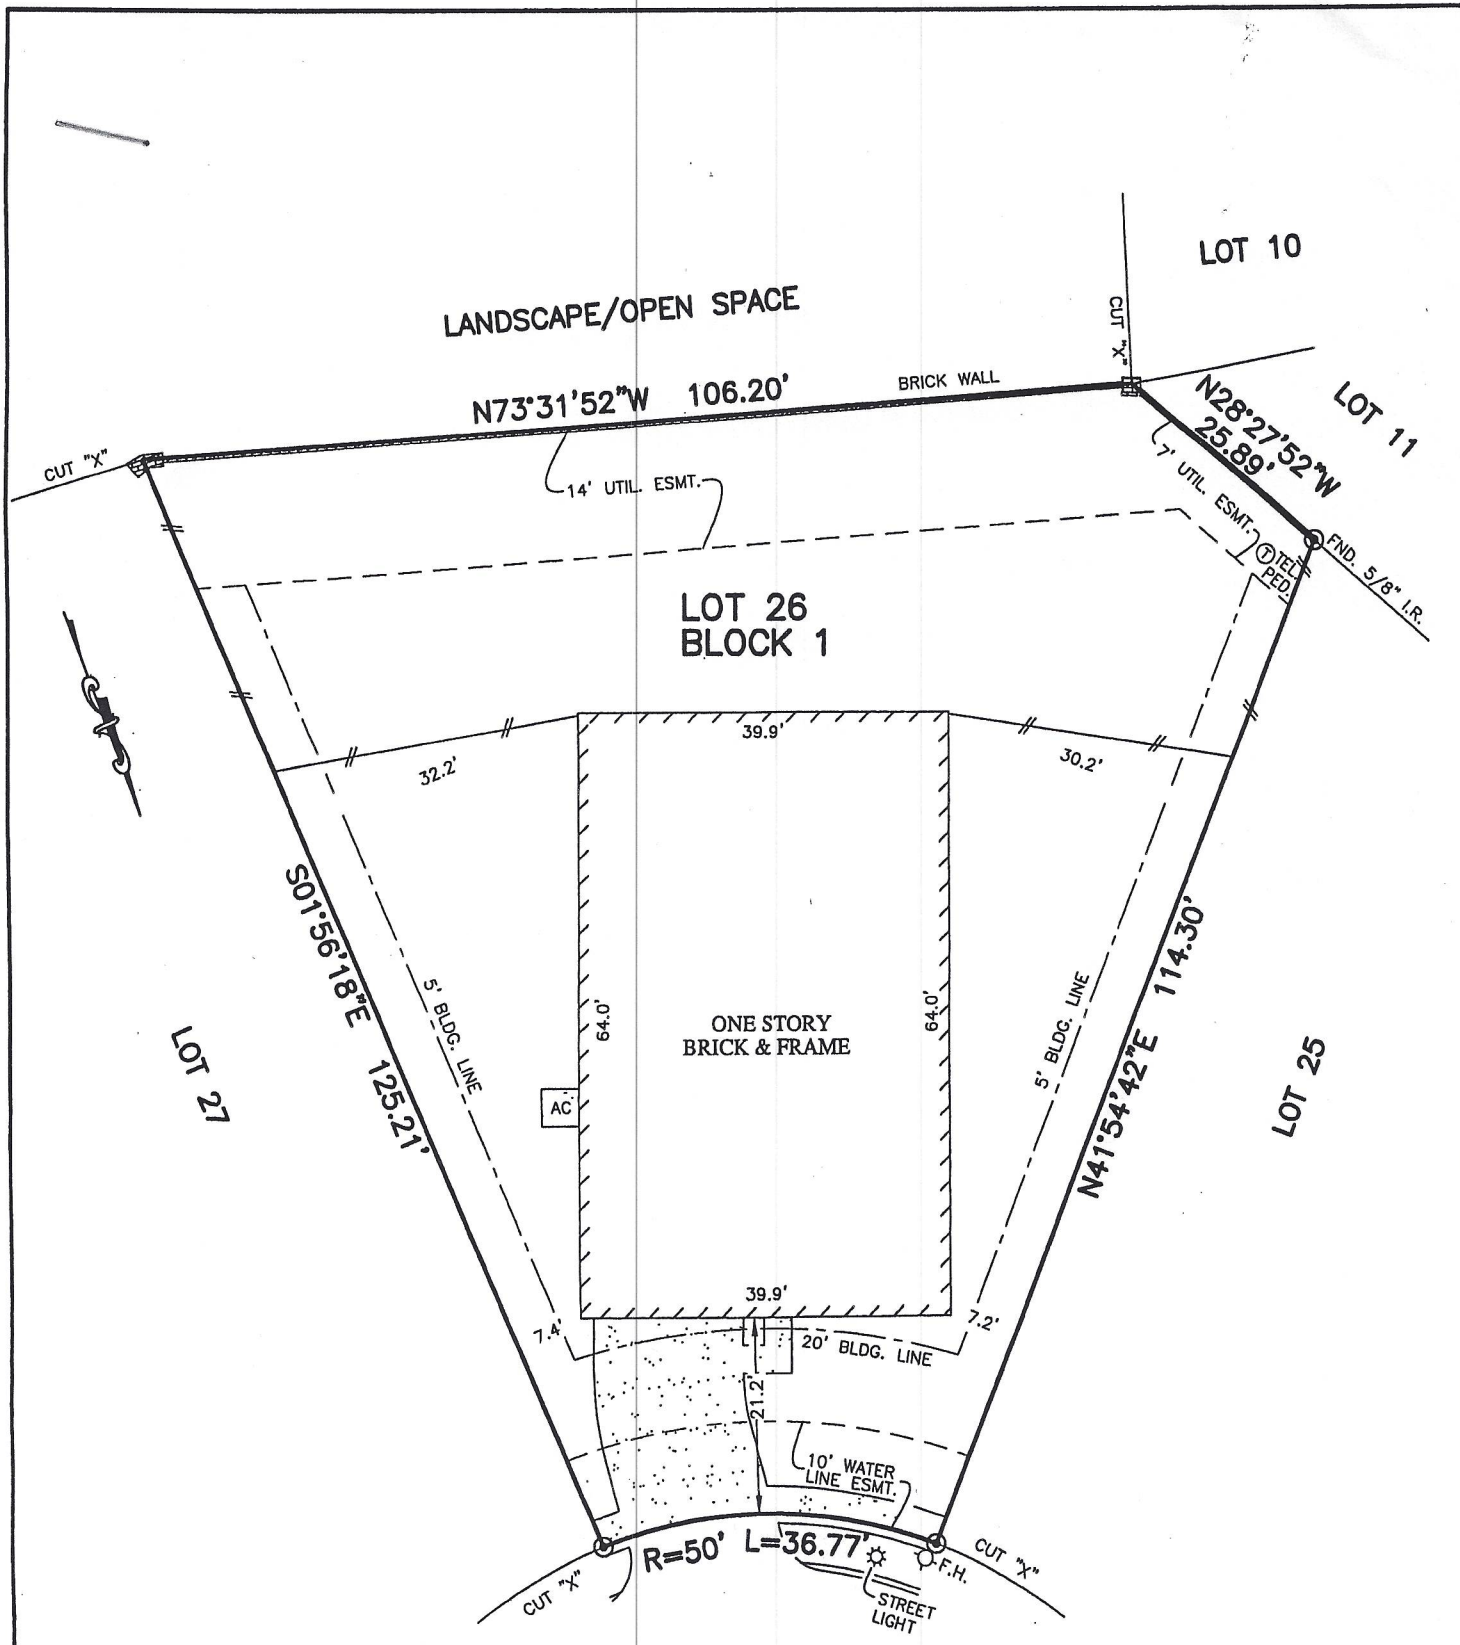 LOT 10
LANDSCAPE/OPEN SPACE
CUT "X"
N73°31'52"W 106.20'
BRICK WALL
N28°27'52"W
25.89'
LOT 11
CUT "X"
14' UTIL. ESMT.
7' UTIL. ESMT.
T TEL.
PED.
FND. 5/8" I.R.
LOT 26
BLOCK 1
39.9'
32.2'
30.2'
S01°56'18"E 125.21'
5' BLDG. LINE
64.0'
ONE STORY
BRICK & FRAME
64.0'
5' BLDG. LINE
N41°54'42"E 114.30'
LOT 27
LOT 25
AC
39.9'
7.4'
7.2'
20' BLDG. LINE
21.2'
10' WATER
LINE ESMT.
R=50' L=36.77'
CUT "X"
F.H.
CUT "X"
STREET
LIGHT